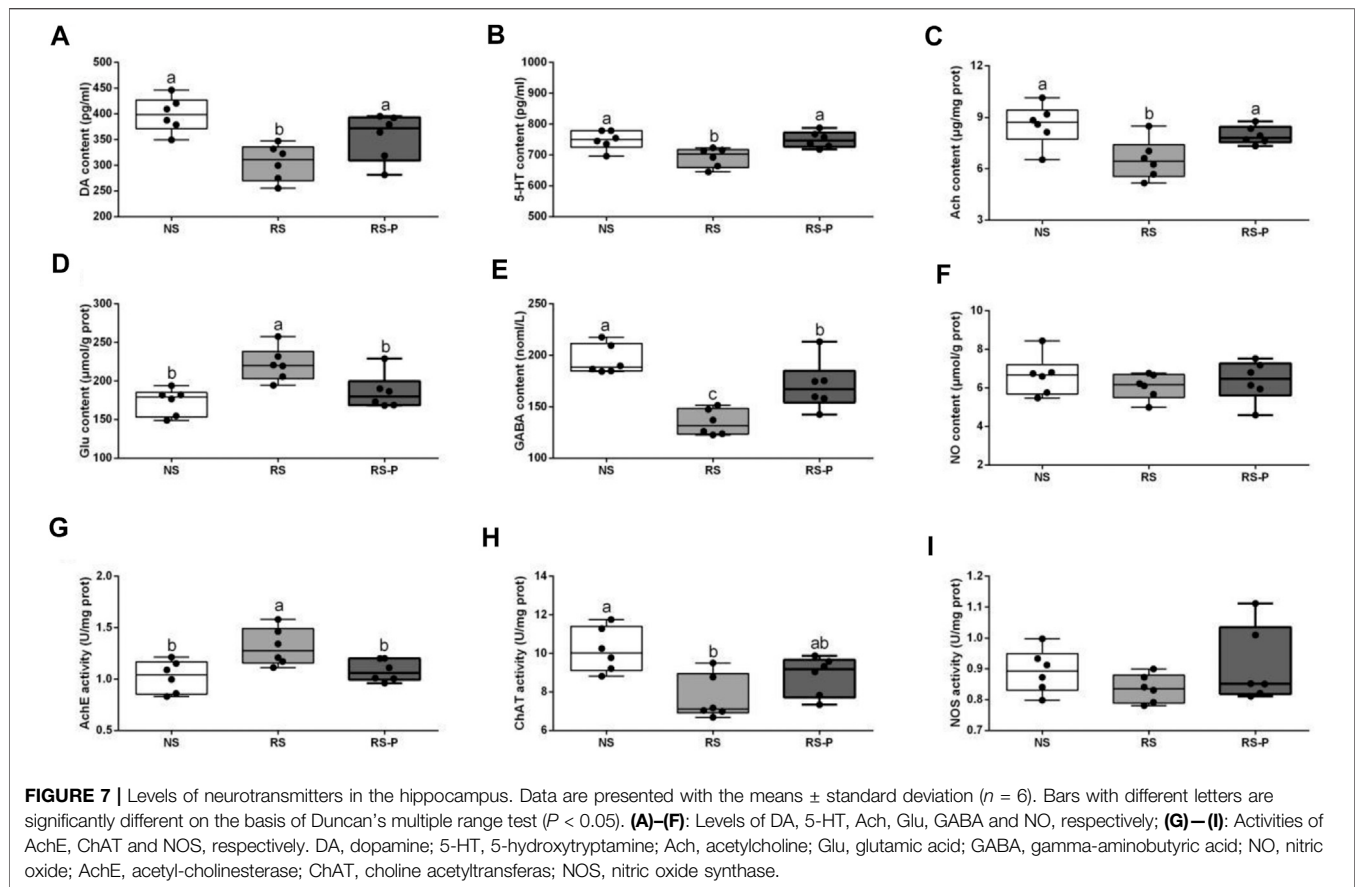 A
DA content (pg/ml)
450
400
350
300
250
200
a
b
a
NS
RS
RS-P
B
5-HT content (pg/ml)
1000
900
800
700
600
500
a
b
a
NS
RS
RS-P
C
Ach content (μg/mg prot)
12
9
6
3
a
b
a
NS
RS
RS-P
D
Glu content (μmol/g prot)
300
250
200
150
100
b
a
b
NS
RS
RS-P
E
GABA content (noml/L)
250
200
150
100
a
c
b
NS
RS
RS-P
F
NO content (μmol/g prot)
10
8
6
4
2
NS
RS
RS-P
G
AchE activity (U/mg prot)
2.0
1.5
1.0
0.5
b
a
b
NS
RS
RS-P
H
ChAT activity (U/mg prot)
14
12
10
8
6
a
b
ab
NS
RS
RS-P
I
NOS activity (U/mg prot)
1.2
1.1
1.0
0.9
0.8
0.7
NS
RS
RS-P
FIGURE 7 | Levels of neurotransmitters in the hippocampus. Data are presented with the means ± standard deviation (n = 6). Bars with different letters are
significantly different on the basis of Duncan's multiple range test (P < 0.05). (A)–(F): Levels of DA, 5-HT, Ach, Glu, GABA and NO, respectively; (G)—(I): Activities of
AchE, ChAT and NOS, respectively. DA, dopamine; 5-HT, 5-hydroxytryptamine; Ach, acetylcholine; Glu, glutamic acid; GABA, gamma-aminobutyric acid; NO, nitric
oxide; AchE, acetyl-cholinesterase; ChAT, choline acetyltransferas; NOS, nitric oxide synthase.